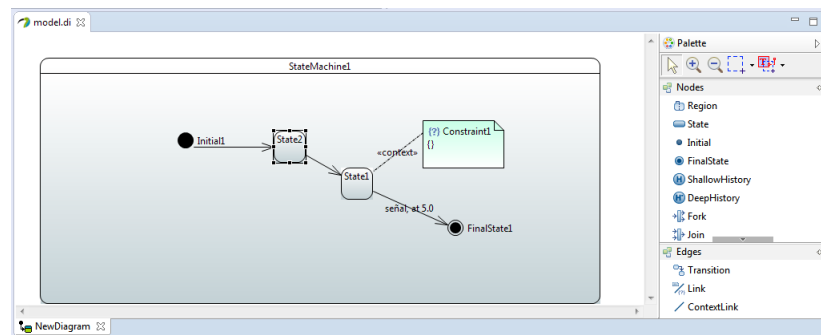 model.di
StateMachine1
Initial1
State2
{?} Constraint1
{}
«context»
State1
señal, at 5.0
FinalState1
NewDiagram
Palette
Nodes
Region
State
Initial
FinalState
ShallowHistory
DeepHistory
Fork
Join
Edges
Transition
Link
ContextLink